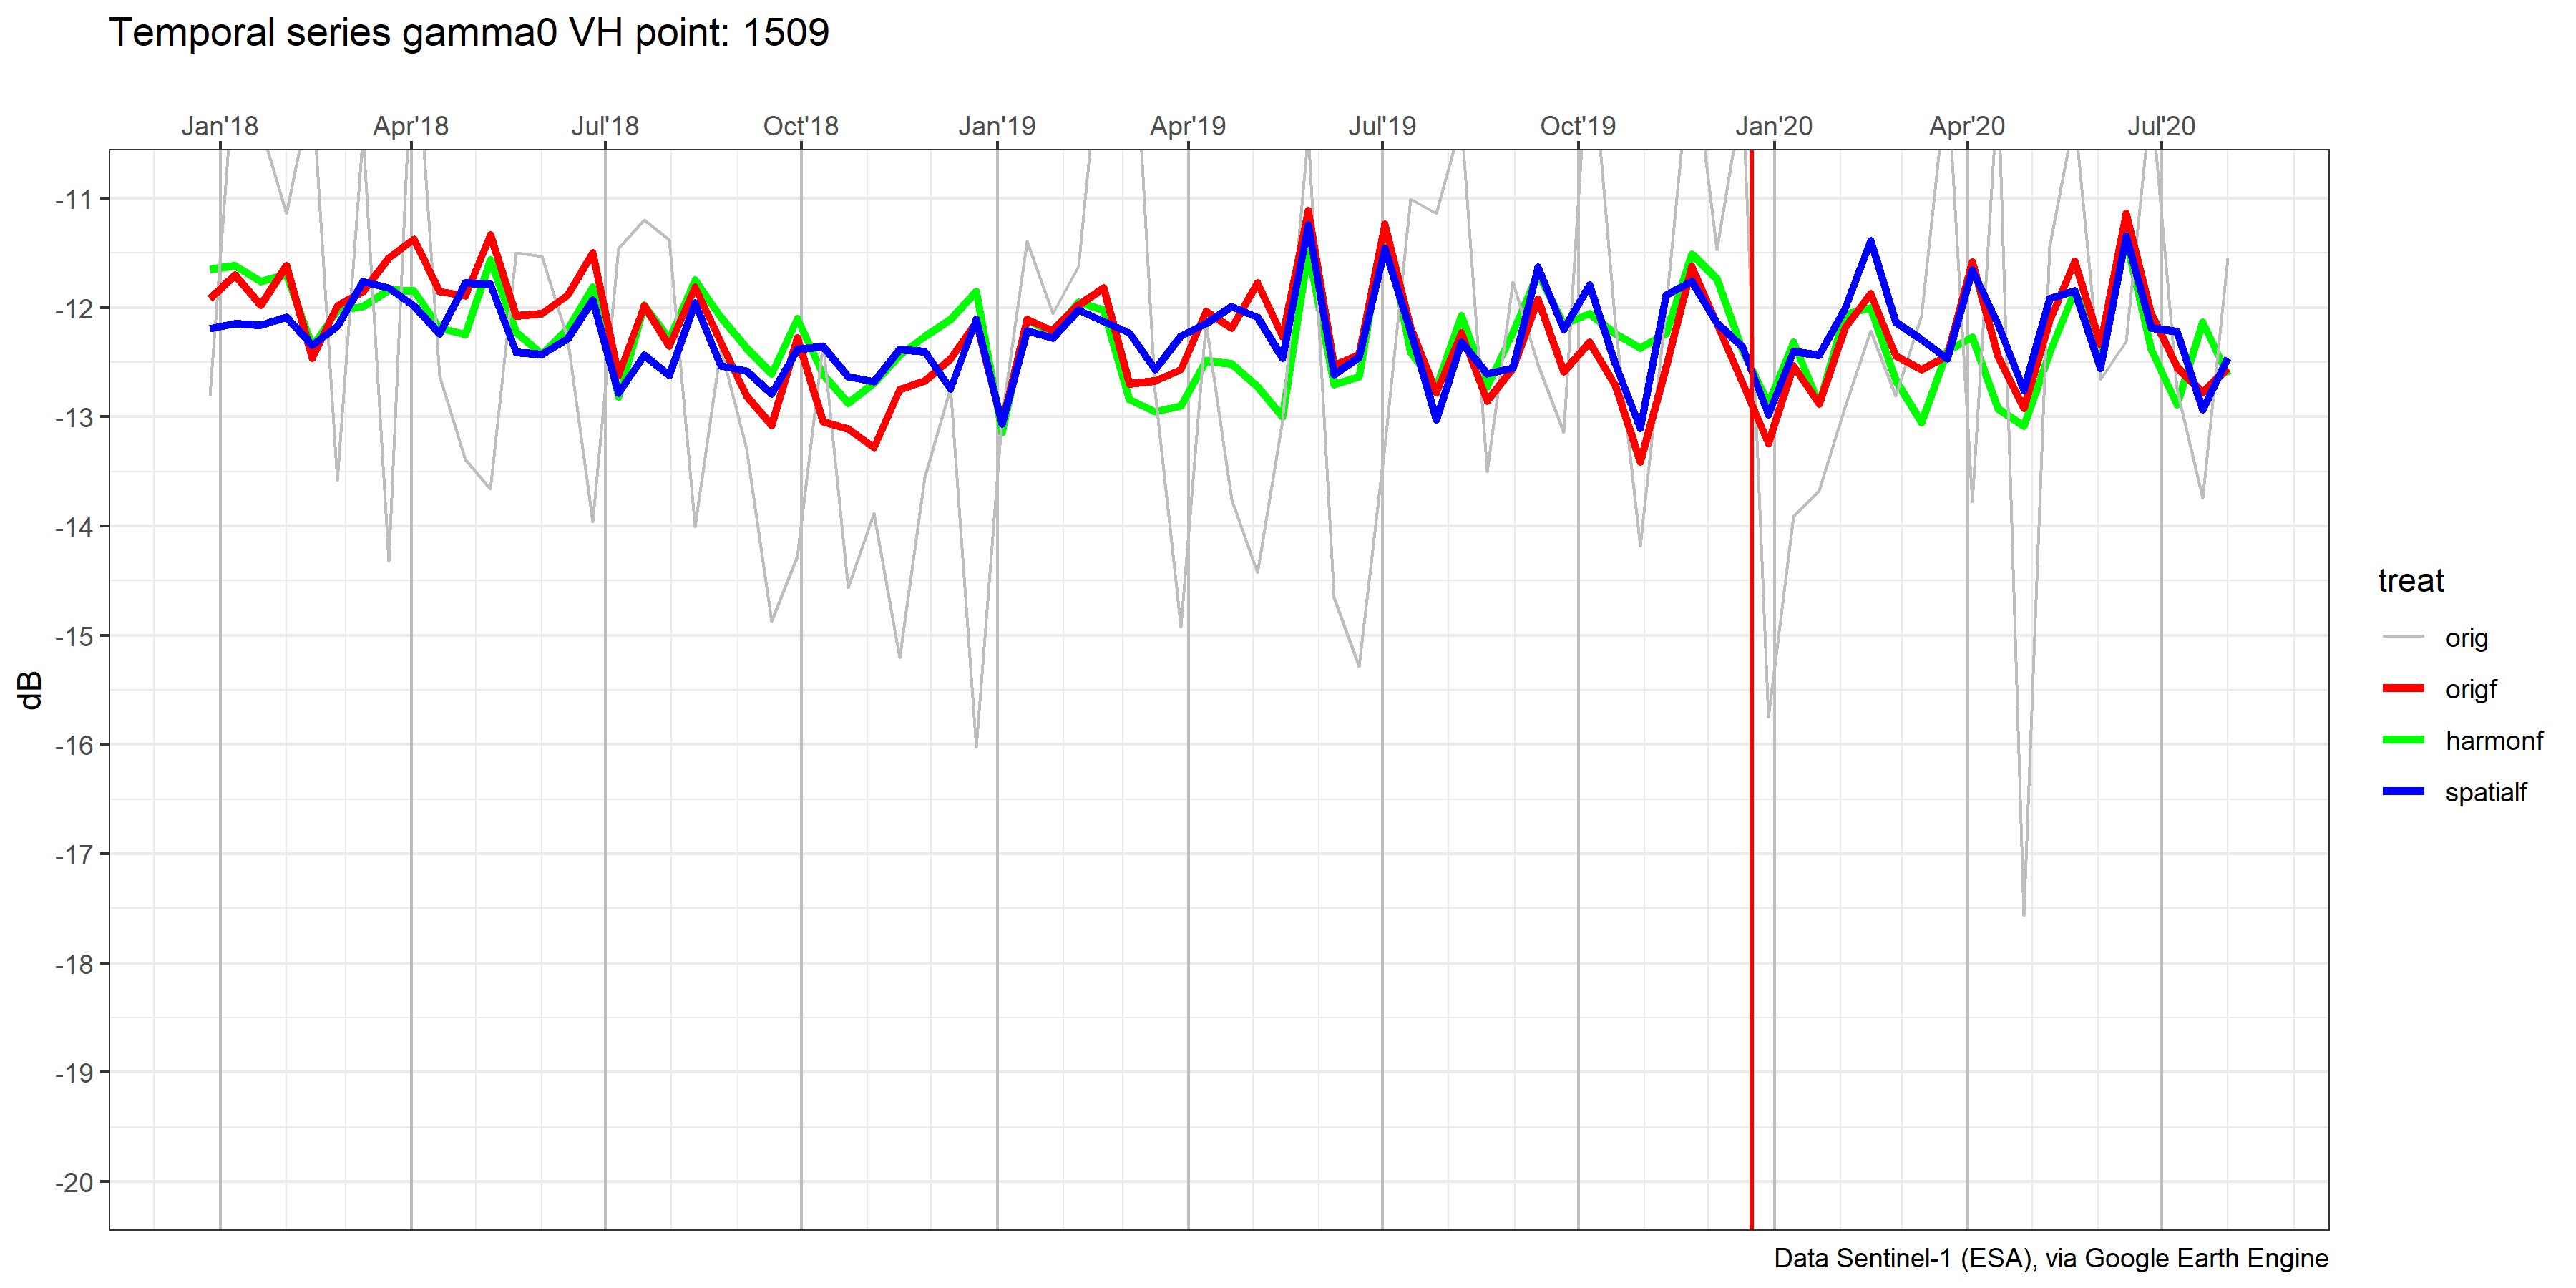 Temporal series gamma0 VH point: 1509
Jan'18 Apr'18 Jul'18 Oct'18 Jan'19 Apr'19 Jul'19 Oct'19 Jan'20 Apr'20 Jul'20
-11
-12
-13
-14
-15
-16
-17
-18
-19
-20
dB
treat
orig
origf
harmonf
spatialf
Data Sentinel-1 (ESA), via Google Earth Engine